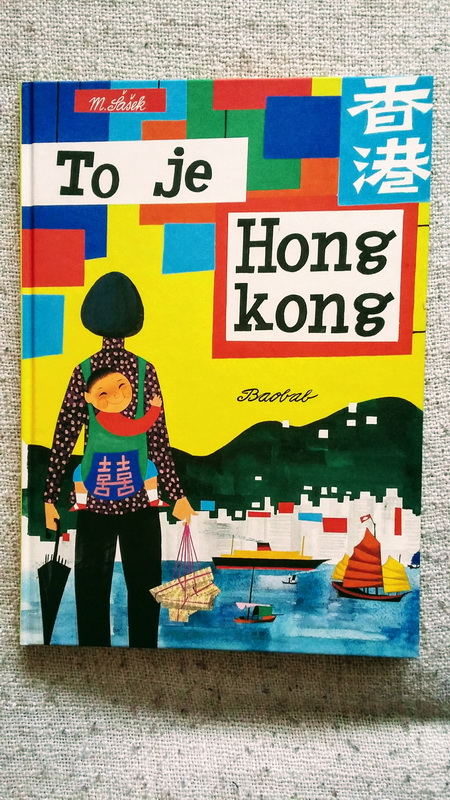 M. Šašek
香
港
To je
Hong
kong
Baobab
囍